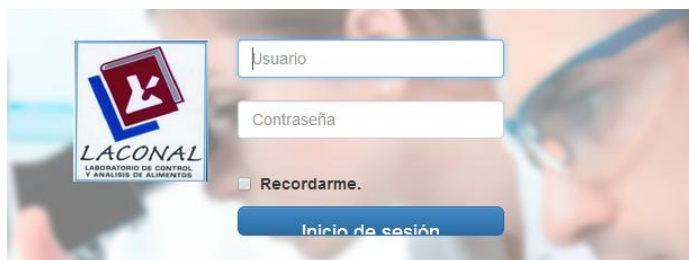 Usuario
Contraseña
LACONAL
LABORATORIO DE CONTROL
Y ANALISIS DE ALIMENTOS
Recordarme.
Inicio de sesión